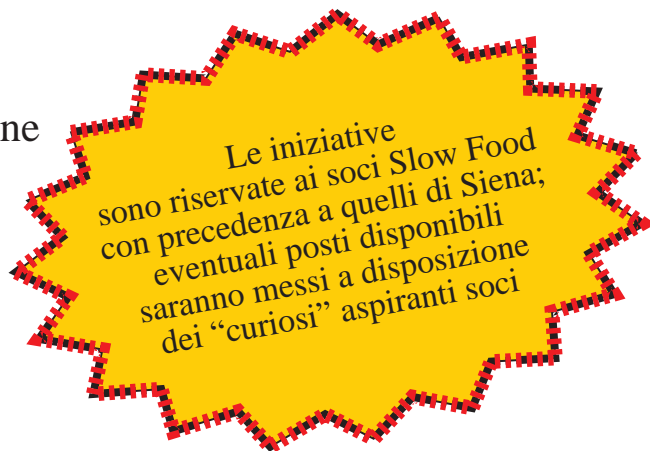 ne
Le iniziative
sono riservate ai soci Slow Food
con precedenza a quelli di Siena;
eventuali posti disponibili
saranno messi a disposizione
dei “curiosi” aspiranti soci